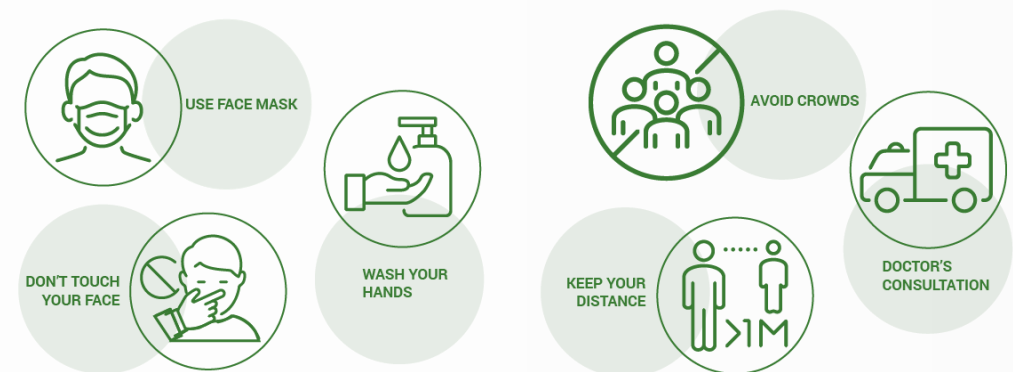 USE FACE MASK
WASH YOUR
HANDS
DON'T TOUCH
YOUR FACE
AVOID CROWDS
DOCTOR'S
CONSULTATION
KEEP YOUR
DISTANCE
>1M